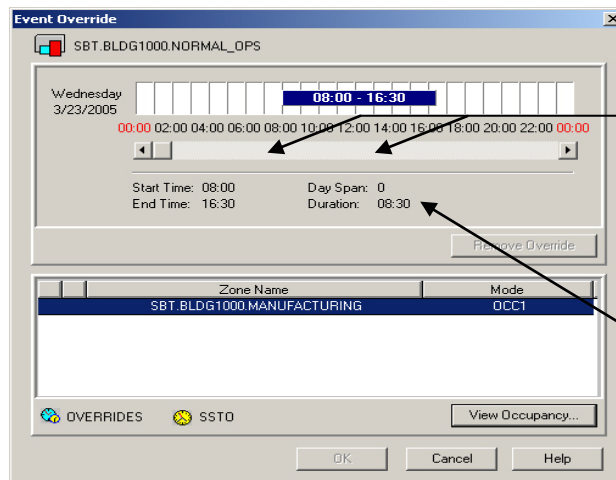 Event Override
SBT.BLDG1000.NORMAL_OPS
Wednesday
3/23/2005
08:00 - 16:30
00:00 02:00 04:00 06:00 08:00 10:00 12:00 14:00 16:00 18:00 20:00 22:00 00:00
Start Time: 08:00 Day Span: 0
End Time: 16:30 Duration: 08:30
Remove Override
Zone Name Mode
SBT.BLDG1000.MANUFACTURING OCC1
OVERRIDES SSTO View Occupancy...
OK Cancel Help